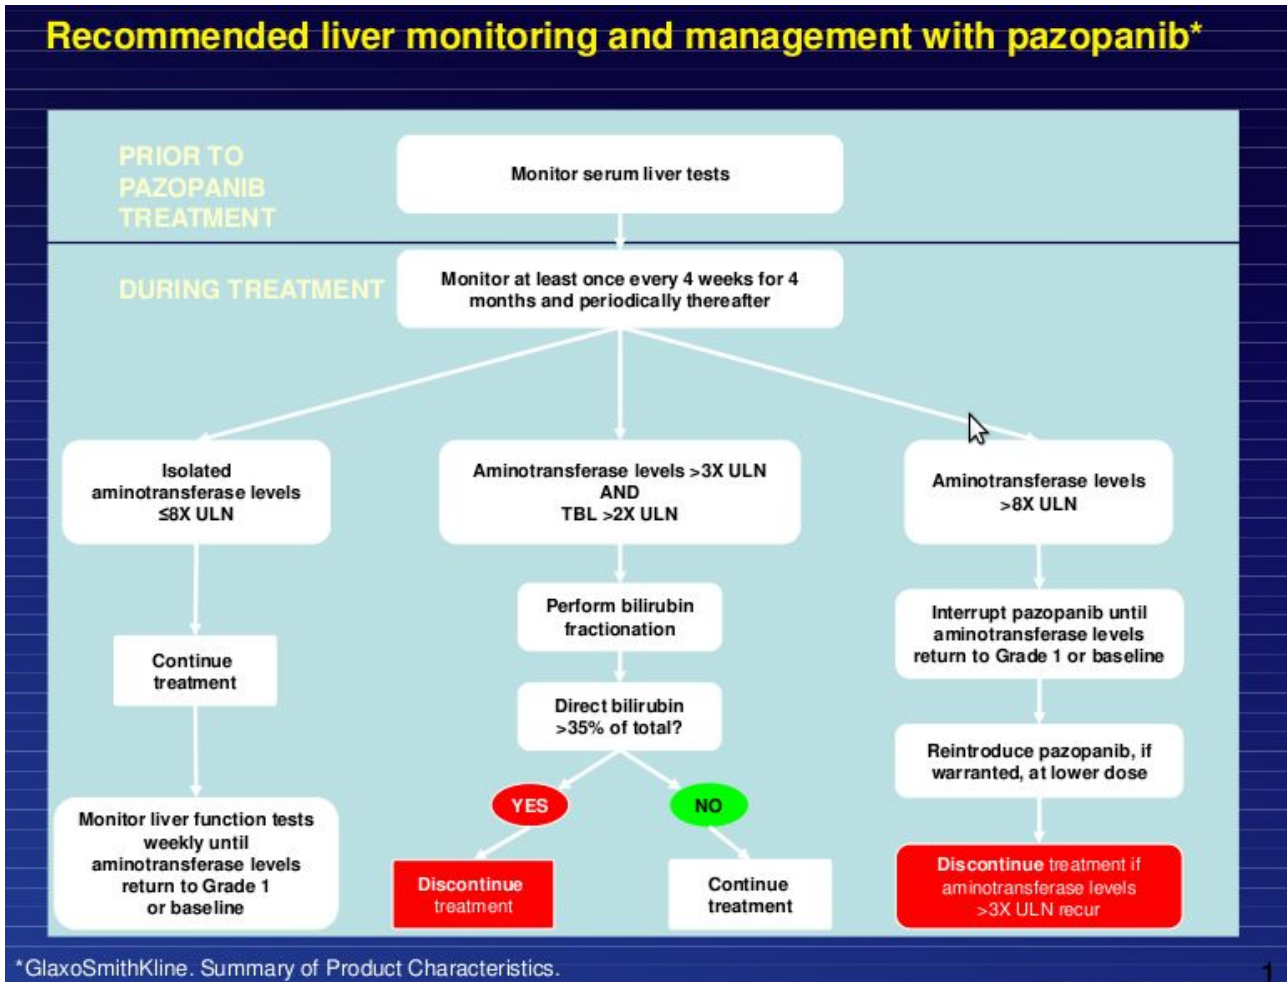 Recommended liver monitoring and management with pazopanib*
PRIOR TO
PAZOPANIB
TREATMENT
Monitor serum liver tests
DURING TREATMENT
Monitor at least once every 4 weeks for 4
months and periodically thereafter
Isolated
aminotransferase levels
≤8X ULN
Continue
treatment
Monitor liver function tests
weekly until
aminotransferase levels
return to Grade 1
or baseline
Aminotransferase levels >3X ULN
AND
TBL >2X ULN
Perform bilirubin
fractionation
Direct bilirubin
>35% of total?
YES
NO
Discontinue
treatment
Continue
treatment
Aminotransferase levels
>8X ULN
Interrupt pazopanib until
aminotransferase levels
return to Grade 1 or baseline
Reintroduce pazopanib, if
warranted, at lower dose
Discontinue treatment if
aminotransferase levels
>3X ULN recur
*GlaxoSmithKline. Summary of Product Characteristics.
1